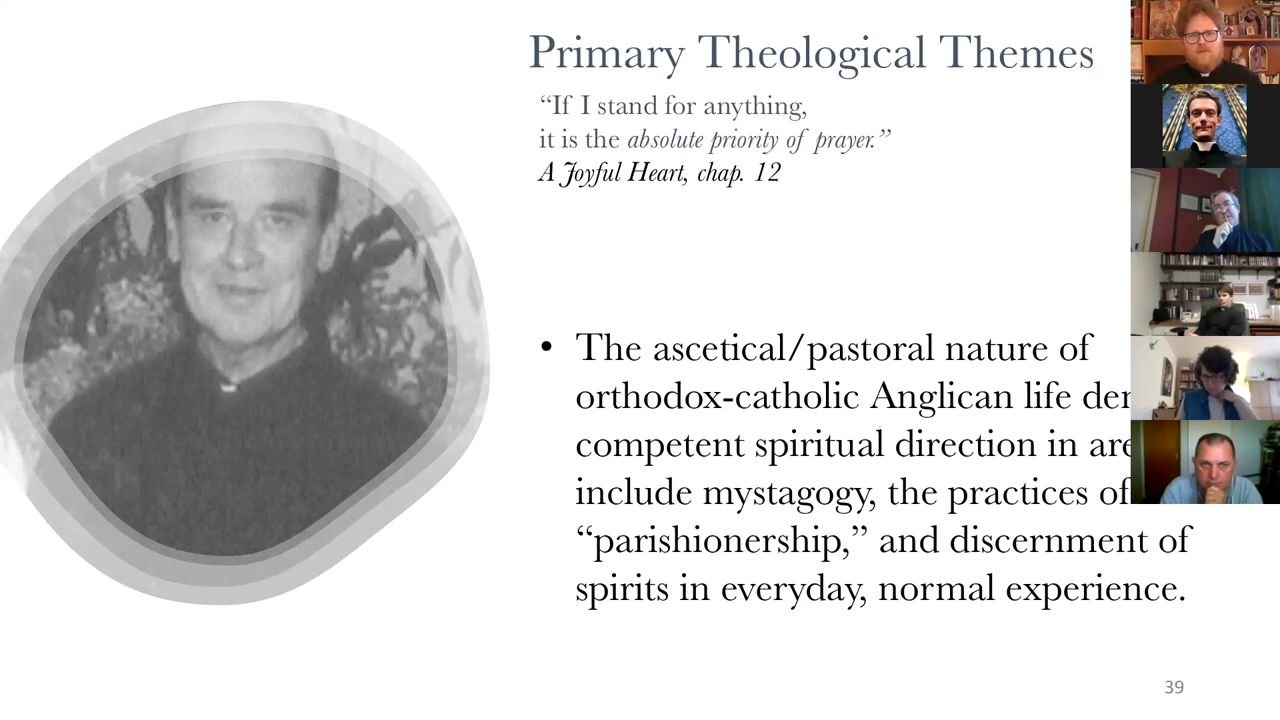 Primary Theological Themes
“If I stand for anything,
it is the absolute priority of prayer.”
A Joyful Heart, chap. 12
• The ascetical/pastoral nature of
orthodox-catholic Anglican life
competent spiritual direction in
include mystagogy, the practices of
“parishionership,” and discernment of
spirits in everyday, normal experience.
39